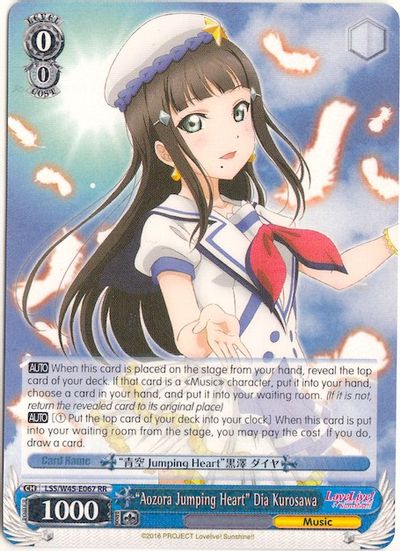 LEVEL
0
0
COST
AUTO When this card is placed on the stage from your hand, reveal the top
card of your deck. If that card is a «Music» character, put it into your hand,
choose a card in your hand, and put it into your waiting room. (If it is not,
return the revealed card to its original place)
AUTO [① Put the top card of your deck into your clock] When this card is put
into your waiting room from the stage, you may pay the cost. If you do,
draw a card.
Card Name
"青空 Jumping Heart" 黒澤 ダイヤ
CH LSS/W45-E067 RR
"Aozora Jumping Heart" Dia Kurosawa
1000
LoveLive!
Sunshine!!
Music
©2016 PROJECT Lovelive! Sunshine!!